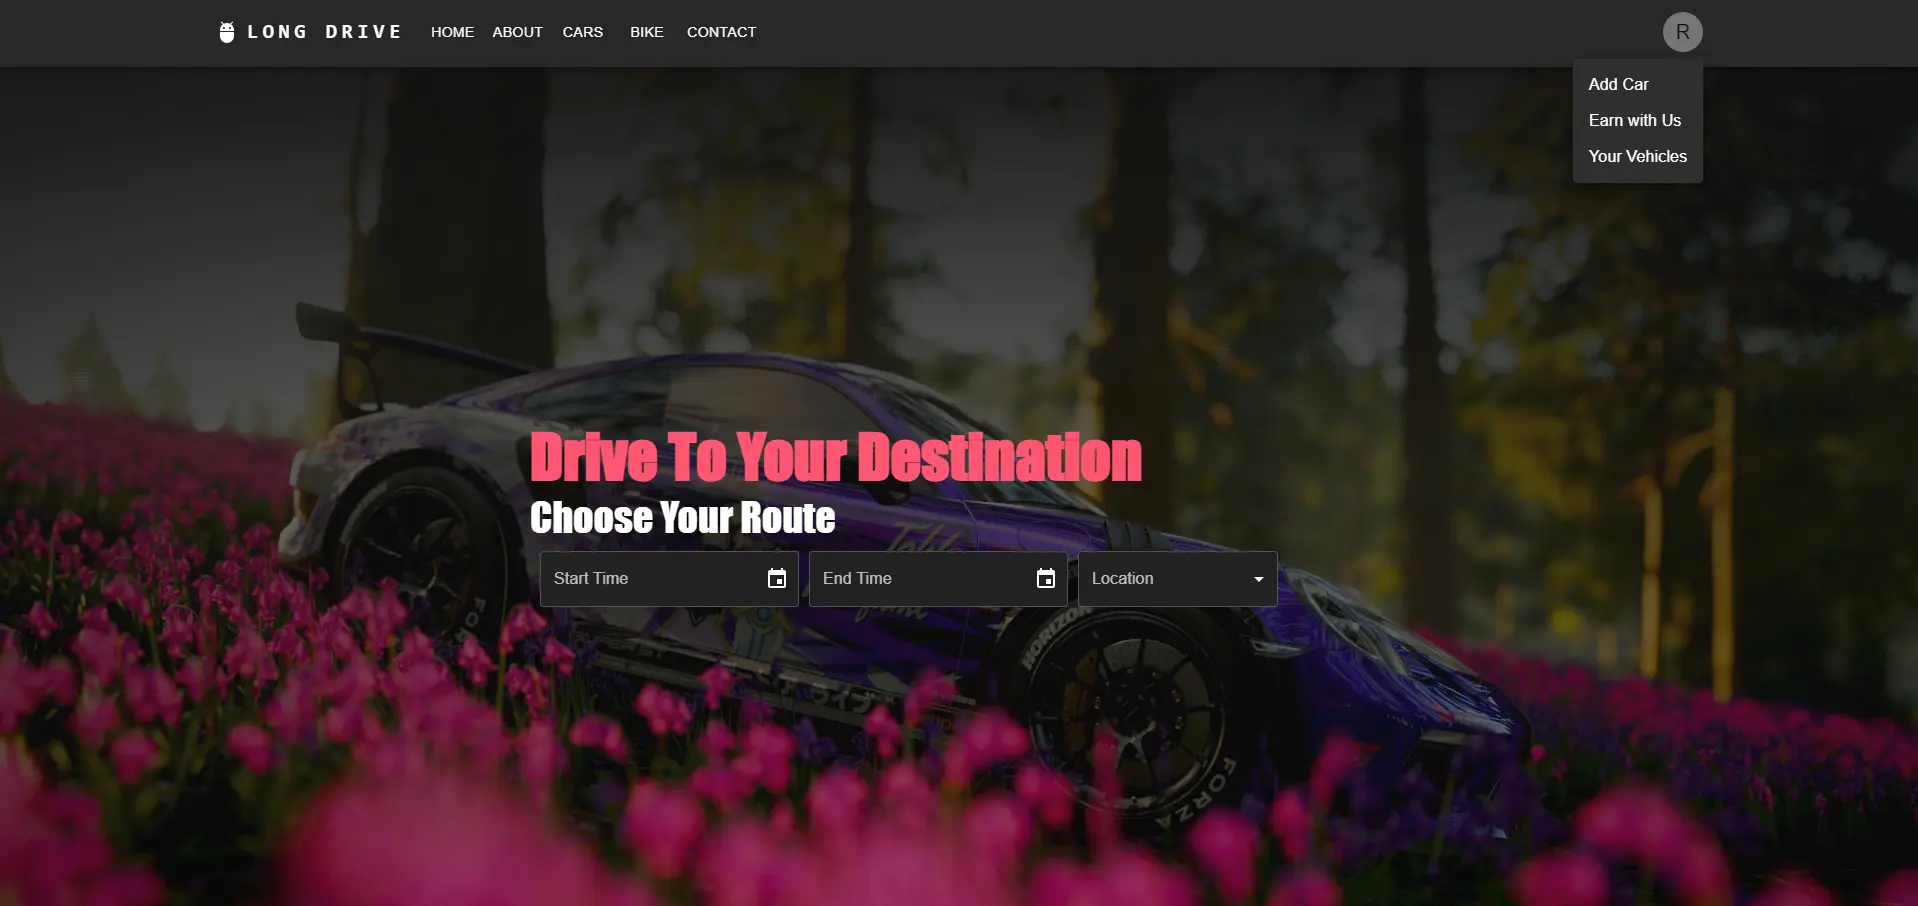 LONG DRIVE HOME ABOUT CARS BIKE CONTACT R
Add Car
Earn with Us
Your Vehicles
Drive To Your Destination
Choose Your Route
Start Time End Time Location
HORIZON
FORZA
FORZA